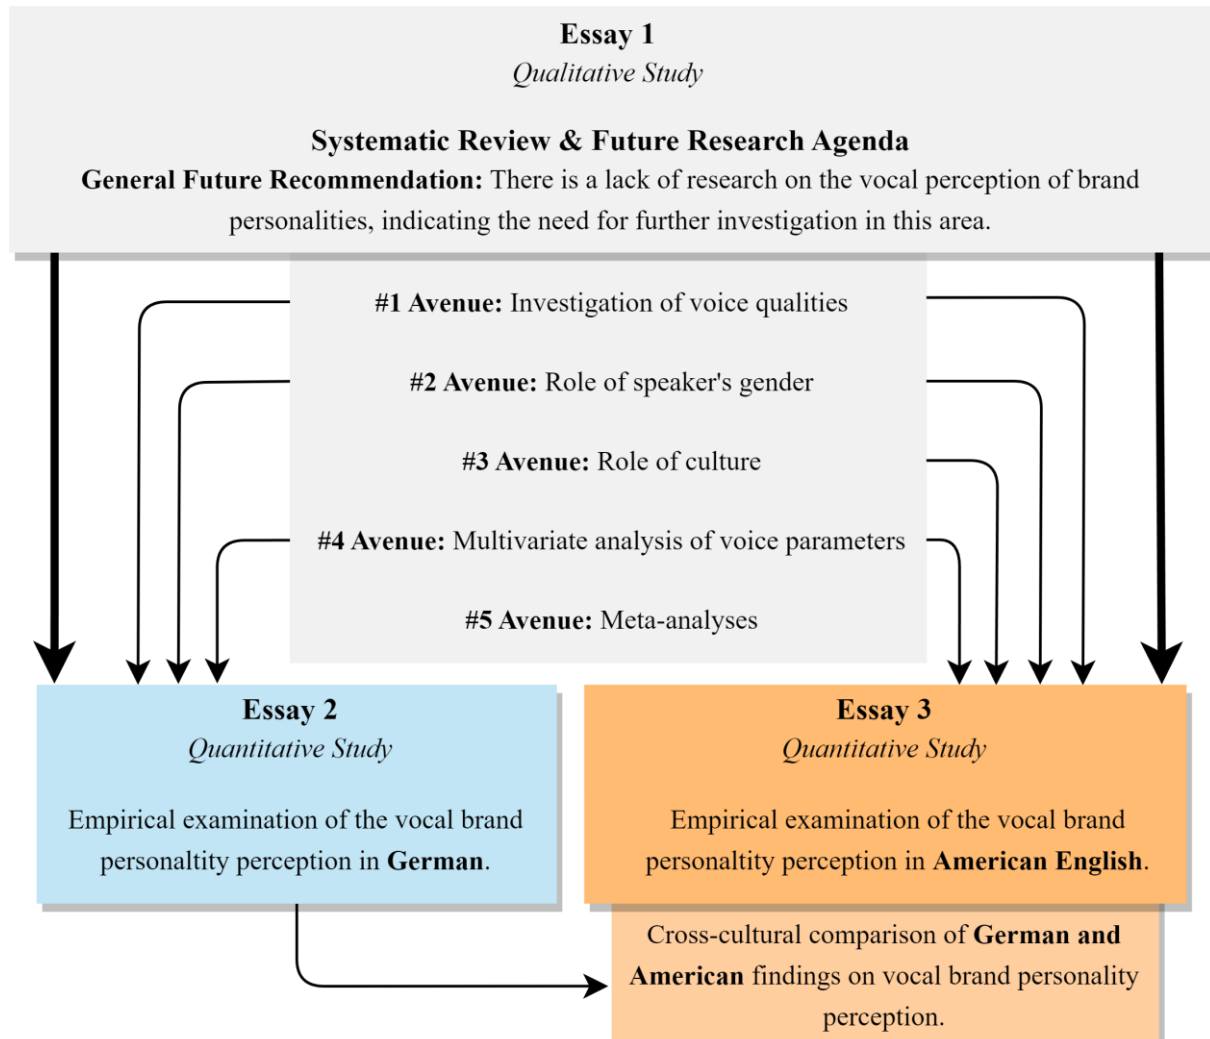 Essay 1
Qualitative Study
Systematic Review & Future Research Agenda
General Future Recommendation: There is a lack of research on the vocal perception of brand
personalities, indicating the need for further investigation in this area.
#1 Avenue: Investigation of voice qualities
#2 Avenue: Role of speaker's gender
#3 Avenue: Role of culture
#4 Avenue: Multivariate analysis of voice parameters
#5 Avenue: Meta-analyses
Essay 2
Quantitative Study
Empirical examination of the vocal brand
personaltity perception in German.
Essay 3
Quantitative Study
Empirical examination of the vocal brand
personaltity perception in American English.
Cross-cultural comparison of German and
American findings on vocal brand personality
perception.